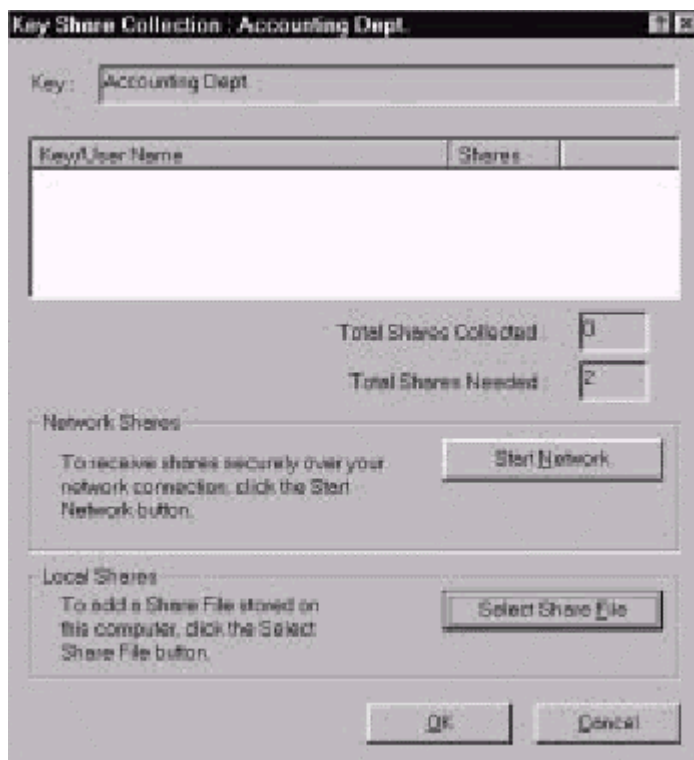 Key Share Collection : Accounting Dept.
Key : Accounting Dept
Key/User Name Shares
Total Shares Collected : 0
Total Shares Needed : 2
Network Shares
To receive shares securely over your
network connection, click the Start
Network button.
Start Network
Local Shares
To add a Share File stored on
this computer, click the Select
Share File button.
Select Share File
OK Cancel